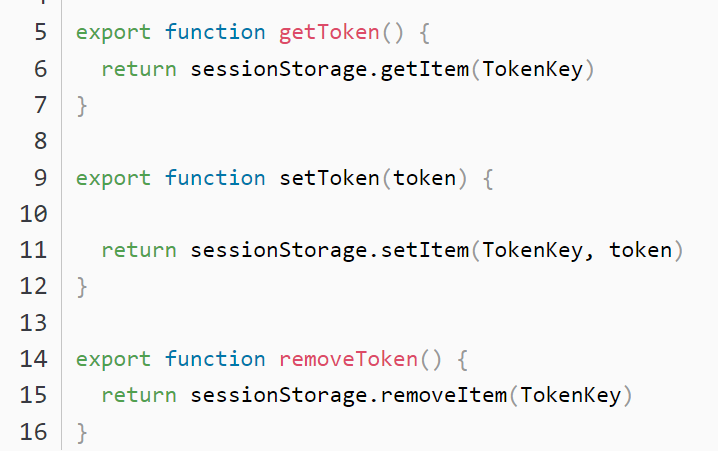 5 export function getToken() {
6 return sessionStorage.getItem(TokenKey)
7 }
8
9 export function setToken(token) {
10
11 return sessionStorage.setItem(TokenKey, token)
12 }
13
14 export function removeToken() {
15 return sessionStorage.removeItem(TokenKey)
16 }